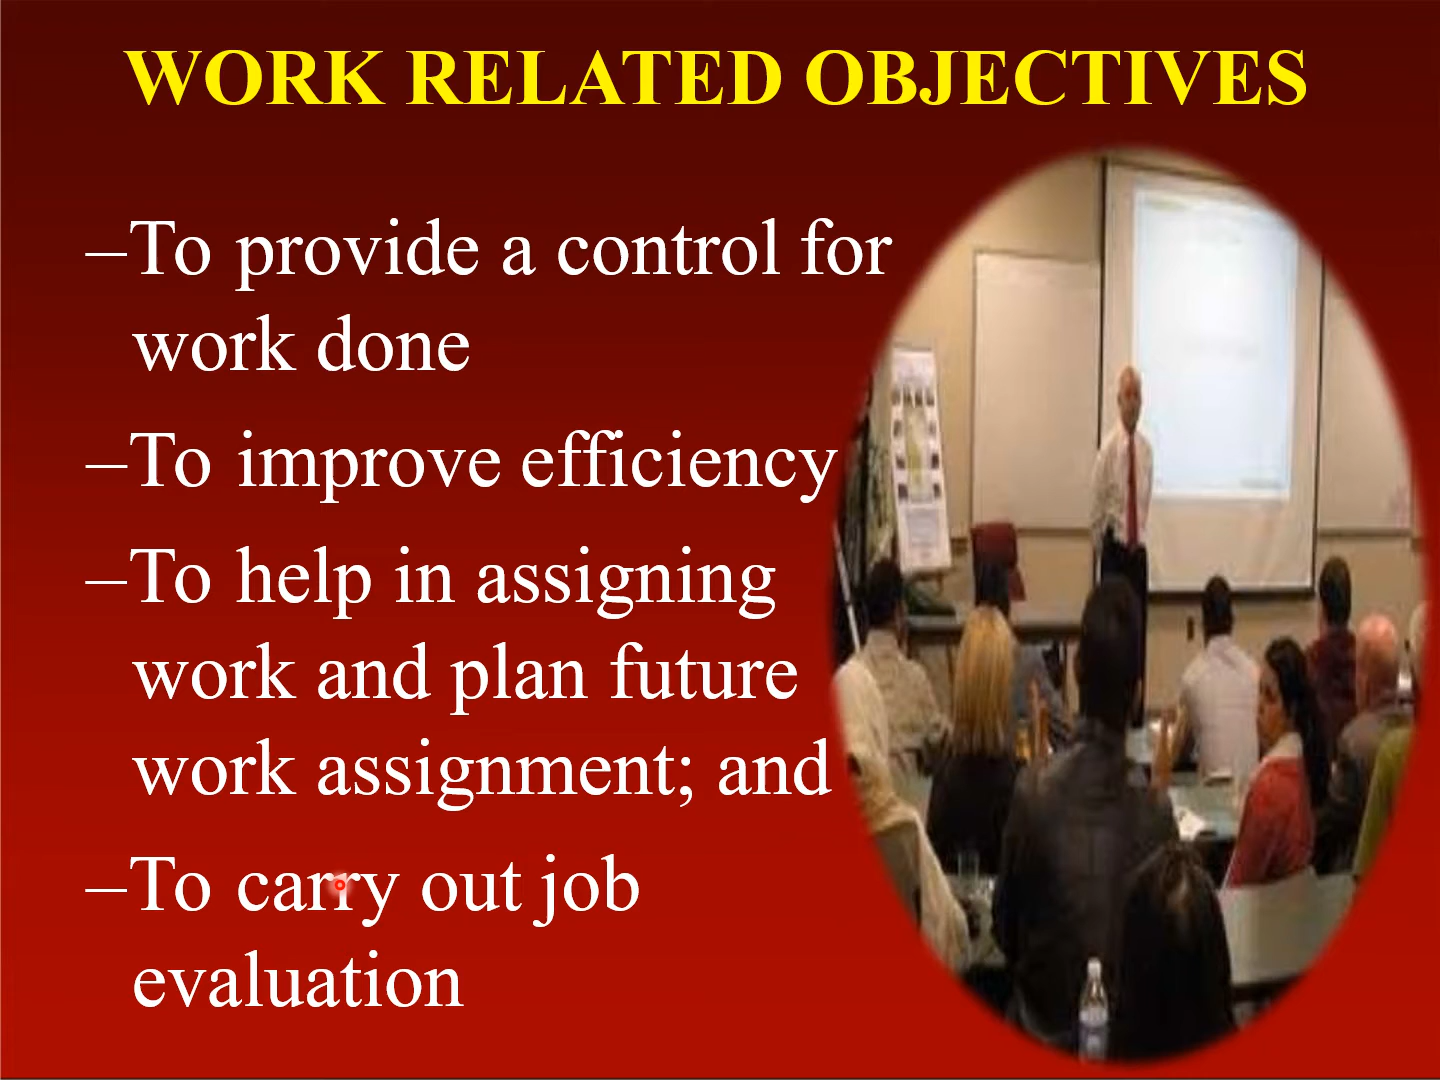 WORK RELATED OBJECTIVES
–To provide a control for
work done
–To improve efficiency
–To help in assigning
work and plan future
work assignment; and
–To carry out job
evaluation